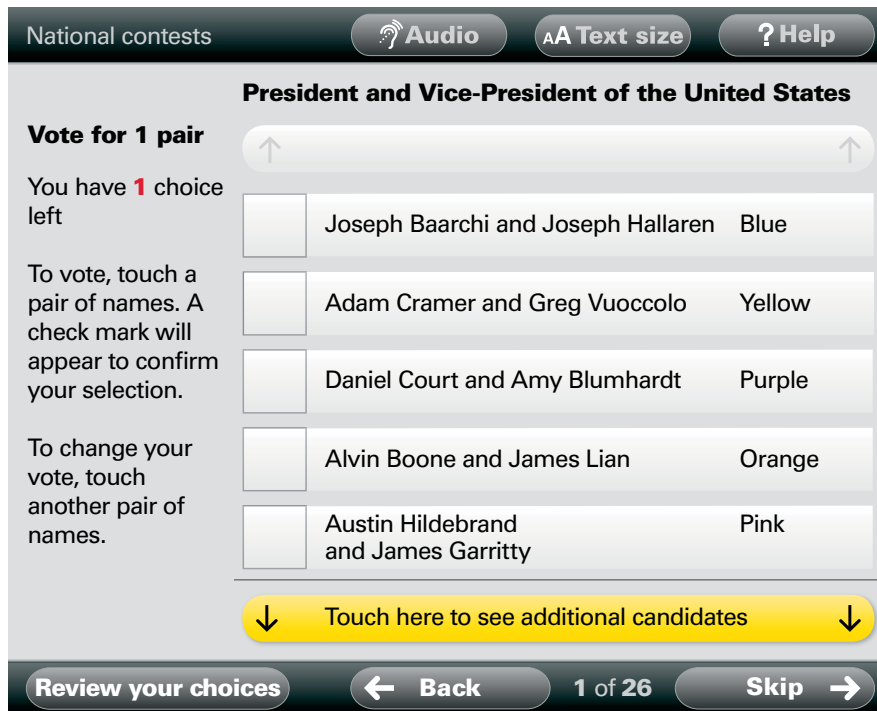 National contests
Audio
AA Text size
? Help
President and Vice-President of the United States
Vote for 1 pair
You have 1 choice
left
To vote, touch a
pair of names. A
check mark will
appear to confirm
your selection.
To change your
vote, touch
another pair of
names.
Joseph Baarchi and Joseph Hallaren Blue
Adam Cramer and Greg Vuoccolo Yellow
Daniel Court and Amy Blumhardt Purple
Alvin Boone and James Lian Orange
Austin Hildebrand Pink
and James Garritty
Touch here to see additional candidates
Review your choices
Back
1 of 26
Skip